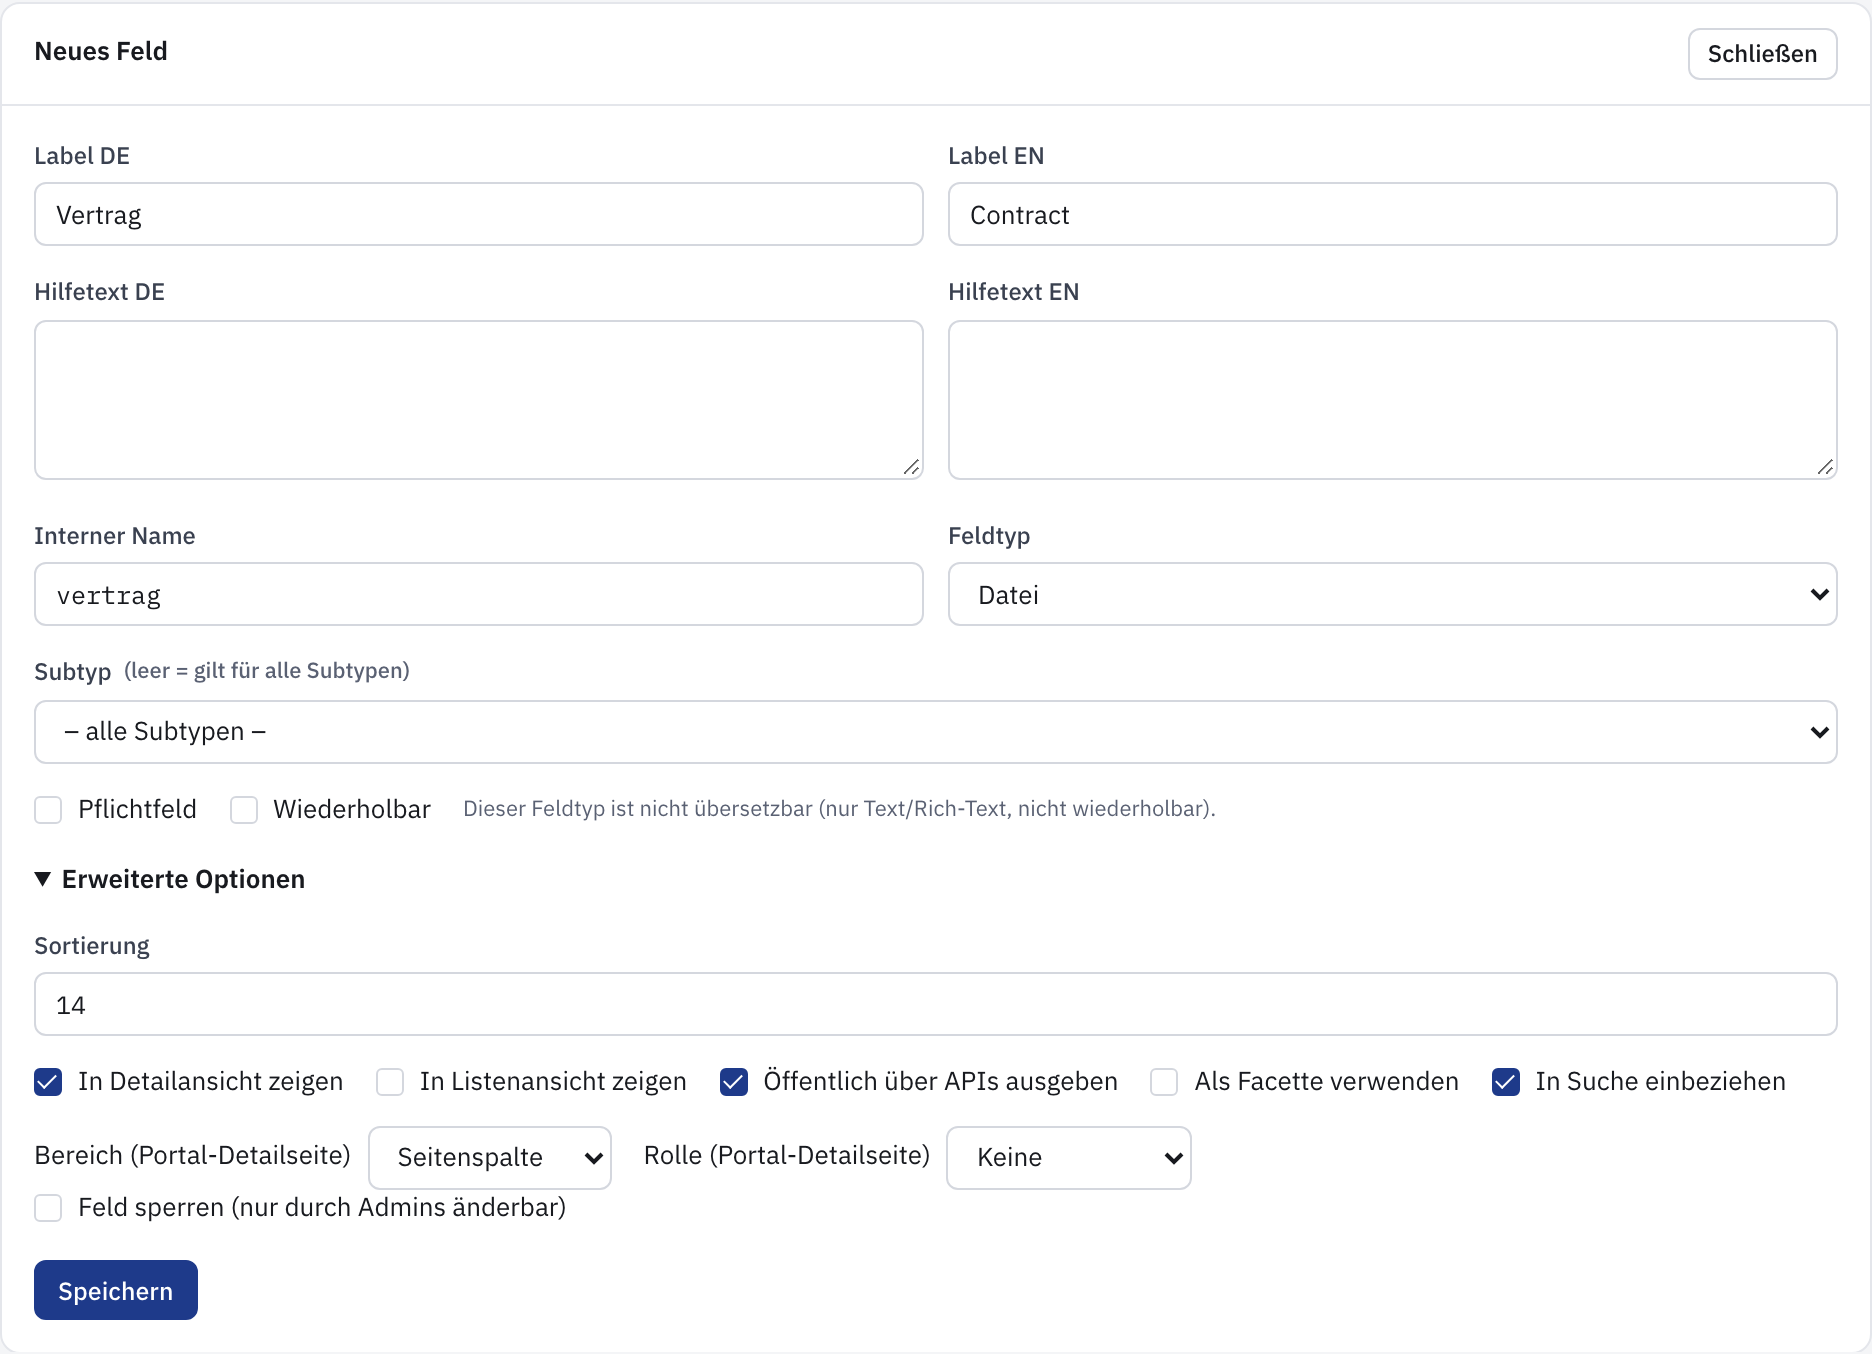 Neues Feld
Schließen
Label DE
Label EN
Vertrag
Contract
Hilfetext DE
Hilfetext EN
Interner Name
Feldtyp
vertrag
Datei
Subtyp (leer = gilt für alle Subtypen)
– alle Subtypen –
Pflichtfeld Wiederholbar Dieser Feldtyp ist nicht übersetzbar (nur Text/Rich-Text, nicht wiederholbar).
Erweiterte Optionen
Sortierung
14
In Detailansicht zeigen In Listenansicht zeigen Öffentlich über APIs ausgeben Als Facette verwenden In Suche einbeziehen
Bereich (Portal-Detailseite) Seitenspalte Rolle (Portal-Detailseite) Keine
Feld sperren (nur durch Admins änderbar)
Speichern